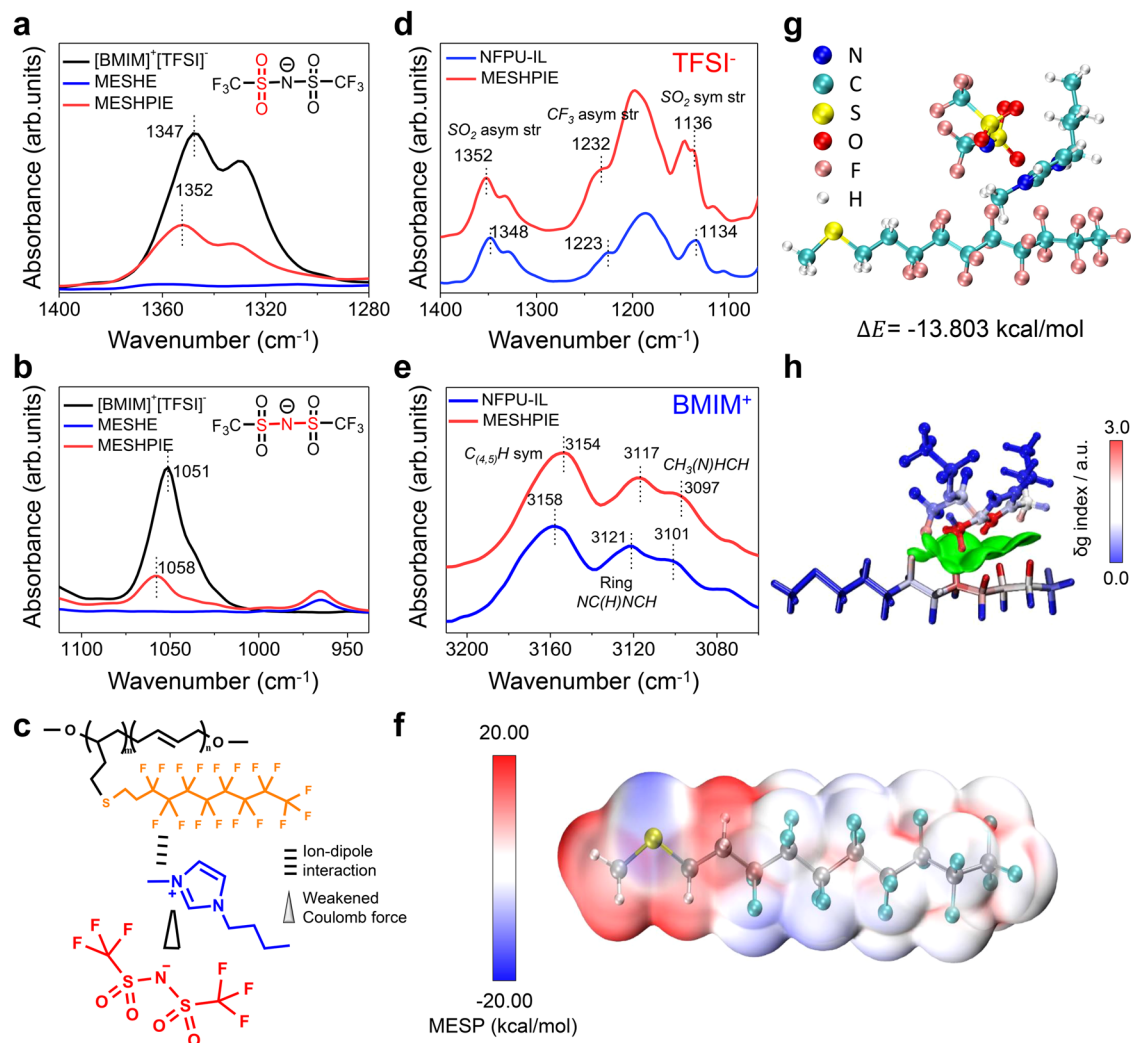 a
Absorbance (arb.units)
[BMIM]⁺[TFSI]⁻
MESHE
MESHPIE
O O
F₃C S N S CF₃
O O
1347
1352
1400 1360 1320 1280
Wavenumber (cm⁻¹)
d
Absorbance (arb.units)
NFPU-IL
MESHPIE
TFSI⁻
SO₂ asym str
1352
CF₃ asym str
1232
SO₂ sym str
1136
1348
1223
1134
1400 1300 1200 1100
Wavenumber (cm⁻¹)
g
N
C
S
O
F
H
ΔE= -13.803 kcal/mol
b
Absorbance (arb.units)
[BMIM]⁺[TFSI]⁻
MESHE
MESHPIE
O O
F₃C S N S CF₃
O O
1051
1058
1100 1050 1000 950
Wavenumber (cm⁻¹)
e
Absorbance (arb.units)
NFPU-IL
MESHPIE
BMIM⁺
C(4,5)H sym
3154
3117
CH₃(N)HCH
3097
3158
3121
3101
Ring
NC(H)NCH
3200 3160 3120 3080
Wavenumber (cm⁻¹)
h
3.0
δg index / a.u.
0.0
c
O m n O
F F F F F F F F
F
S
F
F F F F F F F
N
+
N
Ion-dipole
interaction
Weakened
Coulomb force
F
F
F
S N⁻ S
O O
O O
F
F
F
f
20.00
-20.00
MESP (kcal/mol)